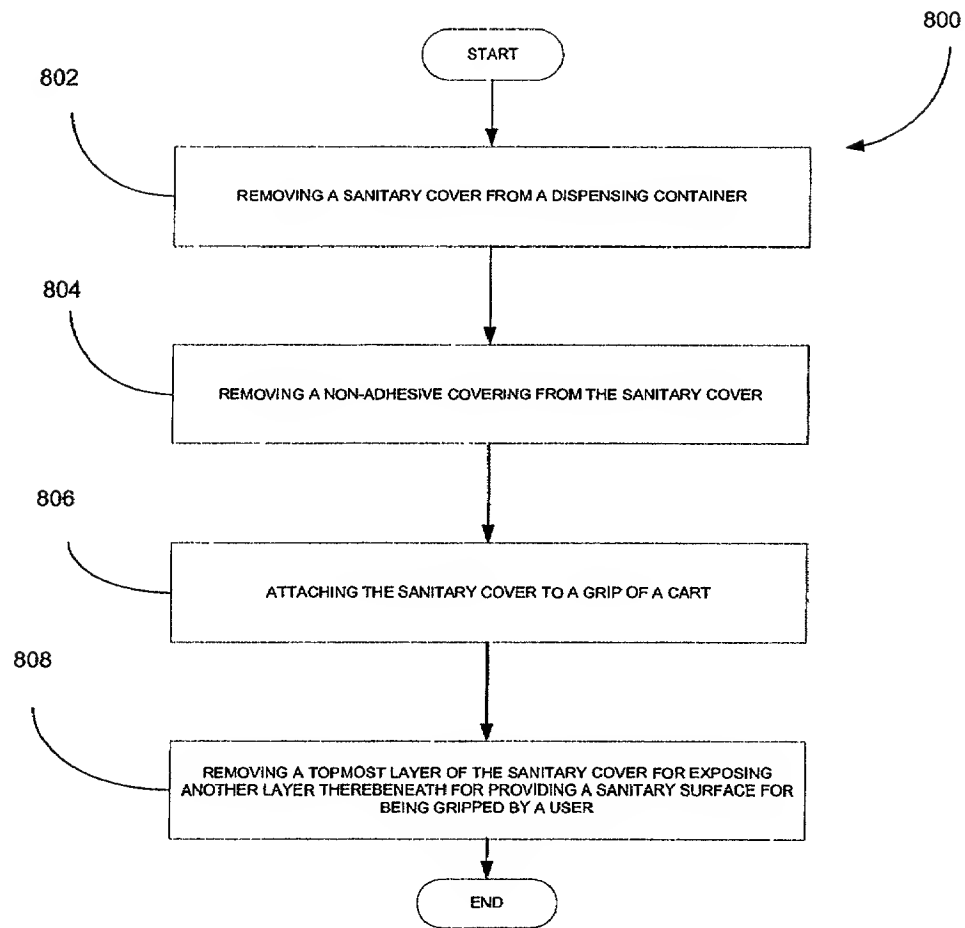 800
START
802
REMOVING A SANITARY COVER FROM A DISPENSING CONTAINER
804
REMOVING A NON-ADHESIVE COVERING FROM THE SANITARY COVER
806
ATTACHING THE SANITARY COVER TO A GRIP OF A CART
808
REMOVING A TOPMOST LAYER OF THE SANITARY COVER FOR EXPOSING
ANOTHER LAYER THEREBENEATH FOR PROVIDING A SANITARY SURFACE FOR
BEING GRIPPED BY A USER
END